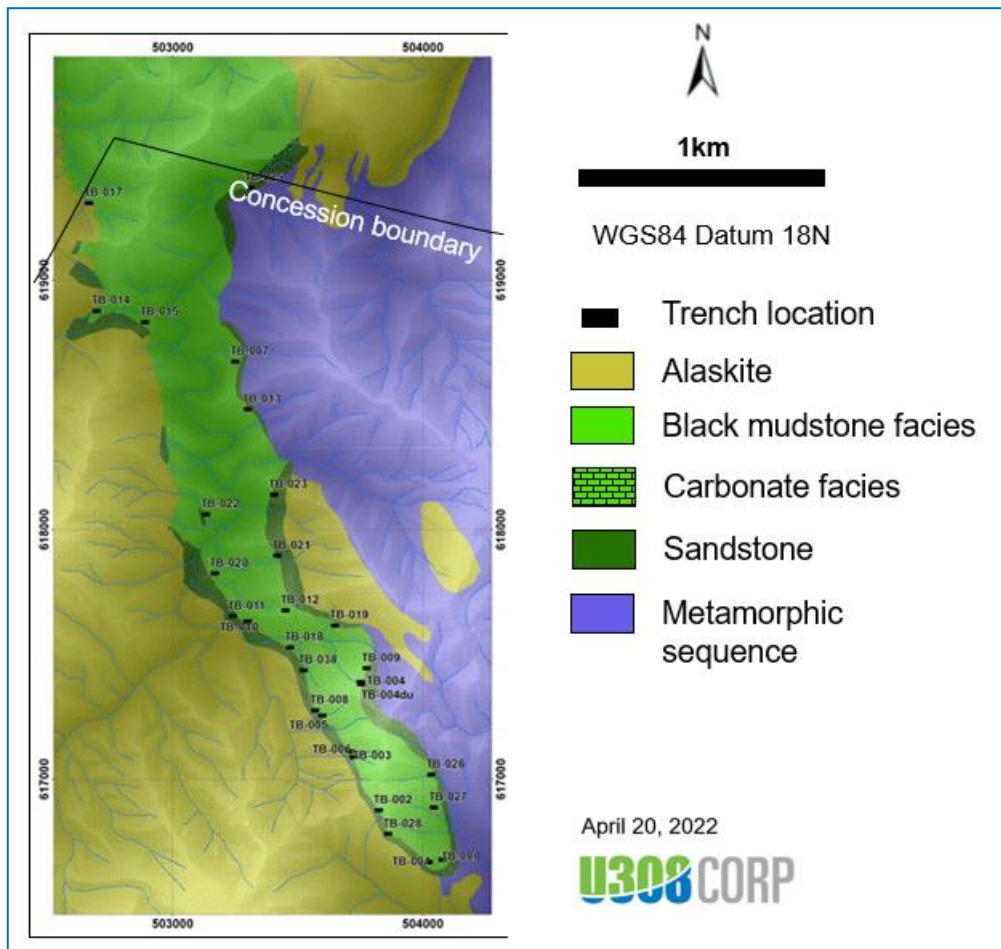 503000
504000
N
1km
WGS84 Datum 18N
TB-017
Concession boundary
619000
619000
TB-014
TB-015
TB-007
TB-013
TB-023
TB-022
618000
618000
TB-021
TB-020
TB-011
TB-012
TB-010
TB-019
TB-018
TB-038
TB-009
TB-004
TB-004du
TB-008
TB-005
TB-006
TB-003
TB-026
617000
617000
TB-002
TB-027
TB-028
503000
504000
Trench location
Alaskite
Black mudstone facies
Carbonate facies
Sandstone
Metamorphic
sequence
April 20, 2022
U308 CORP